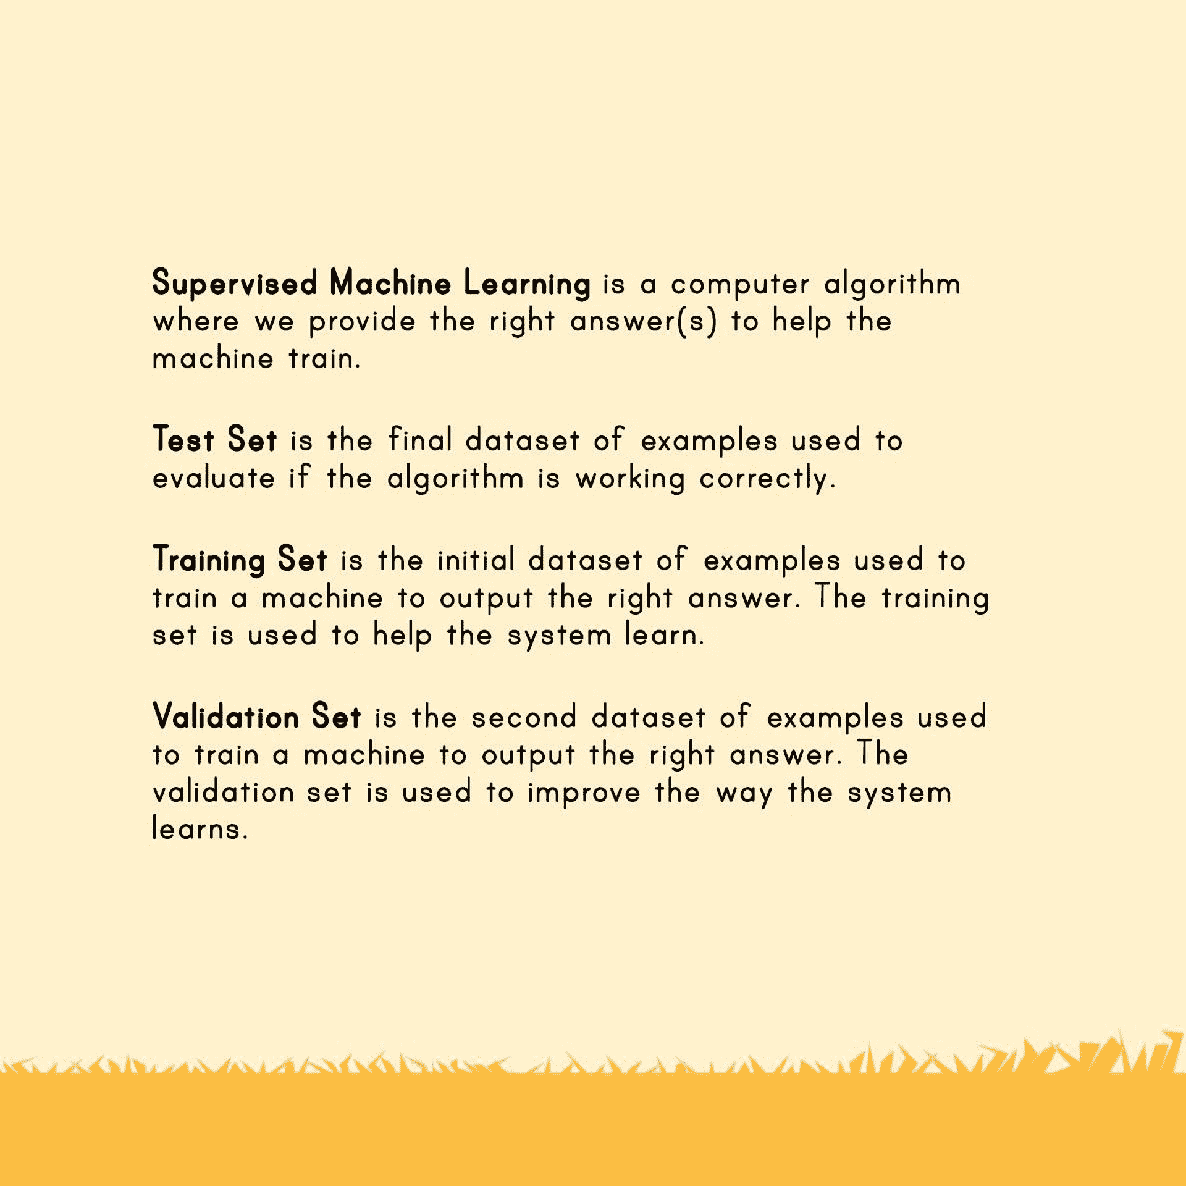 Supervised Machine Learning is a computer algorithm
where we provide the right answer(s) to help the
machine train.
Test Set is the final dataset of examples used to
evaluate if the algorithm is working correctly.
Training Set is the initial dataset of examples used to
train a machine to output the right answer. The training
set is used to help the system learn.
Validation Set is the second dataset of examples used
to train a machine to output the right answer. The
validation set is used to improve the way the system
learns.